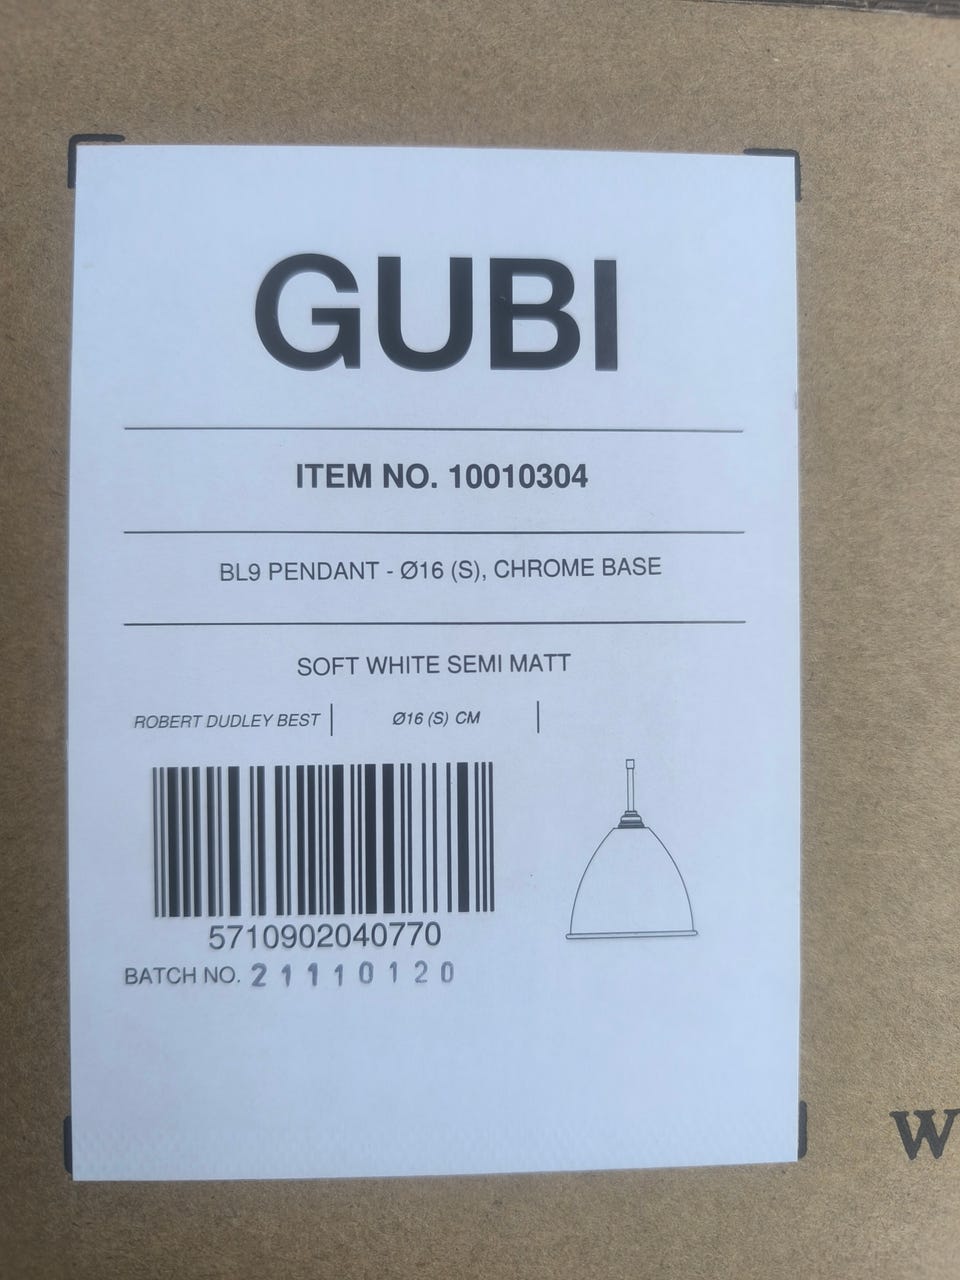 GUBI
ITEM NO. 10010304
BL9 PENDANT - Ø16 (S), CHROME BASE
SOFT WHITE SEMI MATT
ROBERT DUDLEY BEST | Ø16 (S) CM |
5710902040770
BATCH NO. 21110120
W